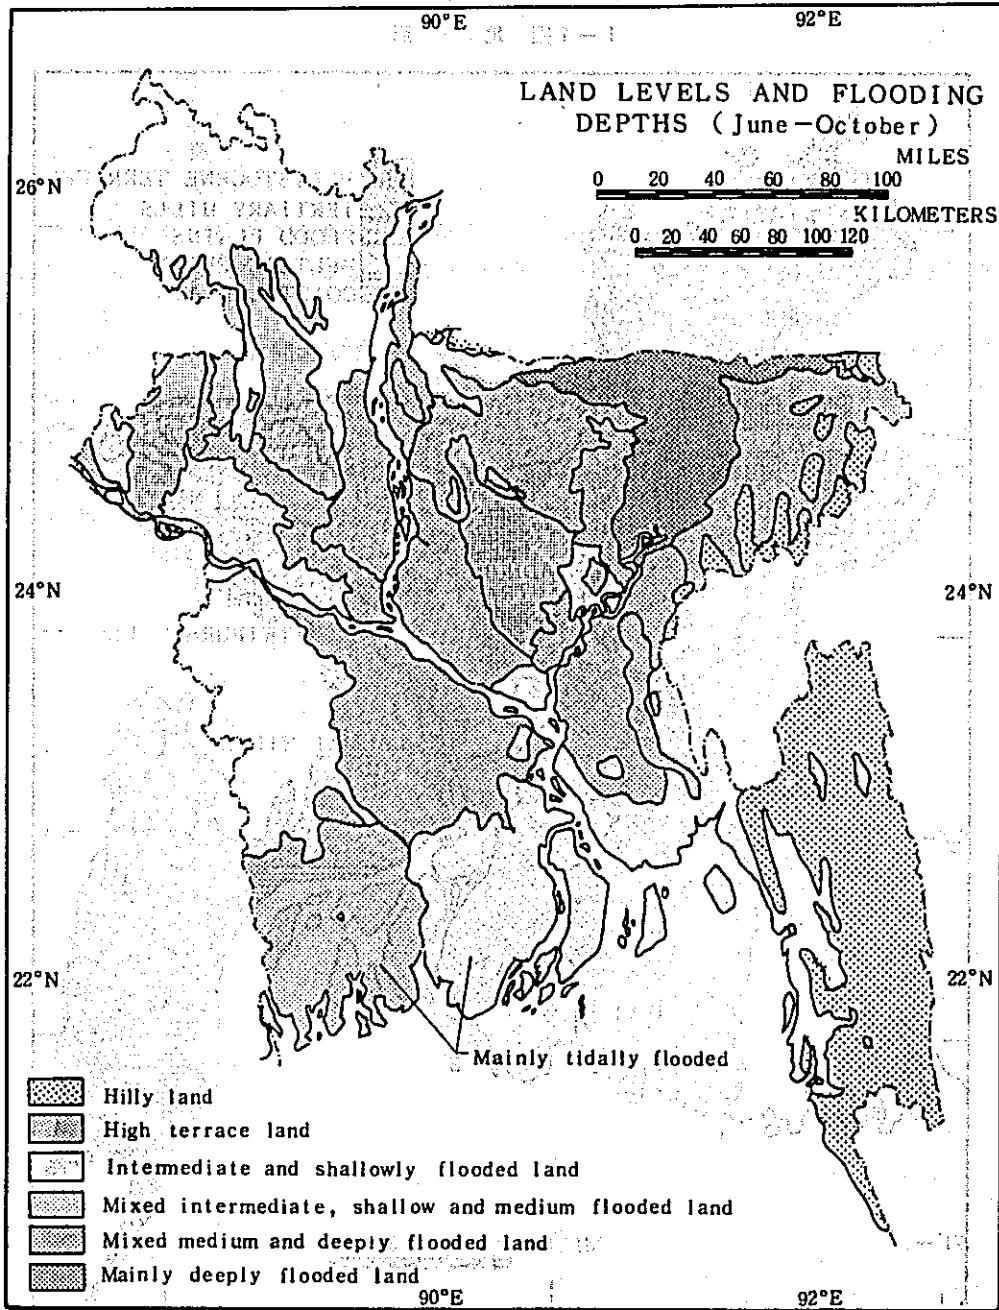 90°E 92°E
LAND LEVELS AND FLOODING
DEPTHS (June-October)
MILES
0 20 40 60 80 100
KILOMETERS
0 20 40 60 80 100 120
26°N
24°N 24°N
22°N 22°N
Mainly tidally flooded
Hilly land
High terrace land
Intermediate and shallowly flooded land
Mixed intermediate, shallow and medium flooded land
Mixed medium and deeply flooded land
Mainly deeply flooded land
90°E 92°E